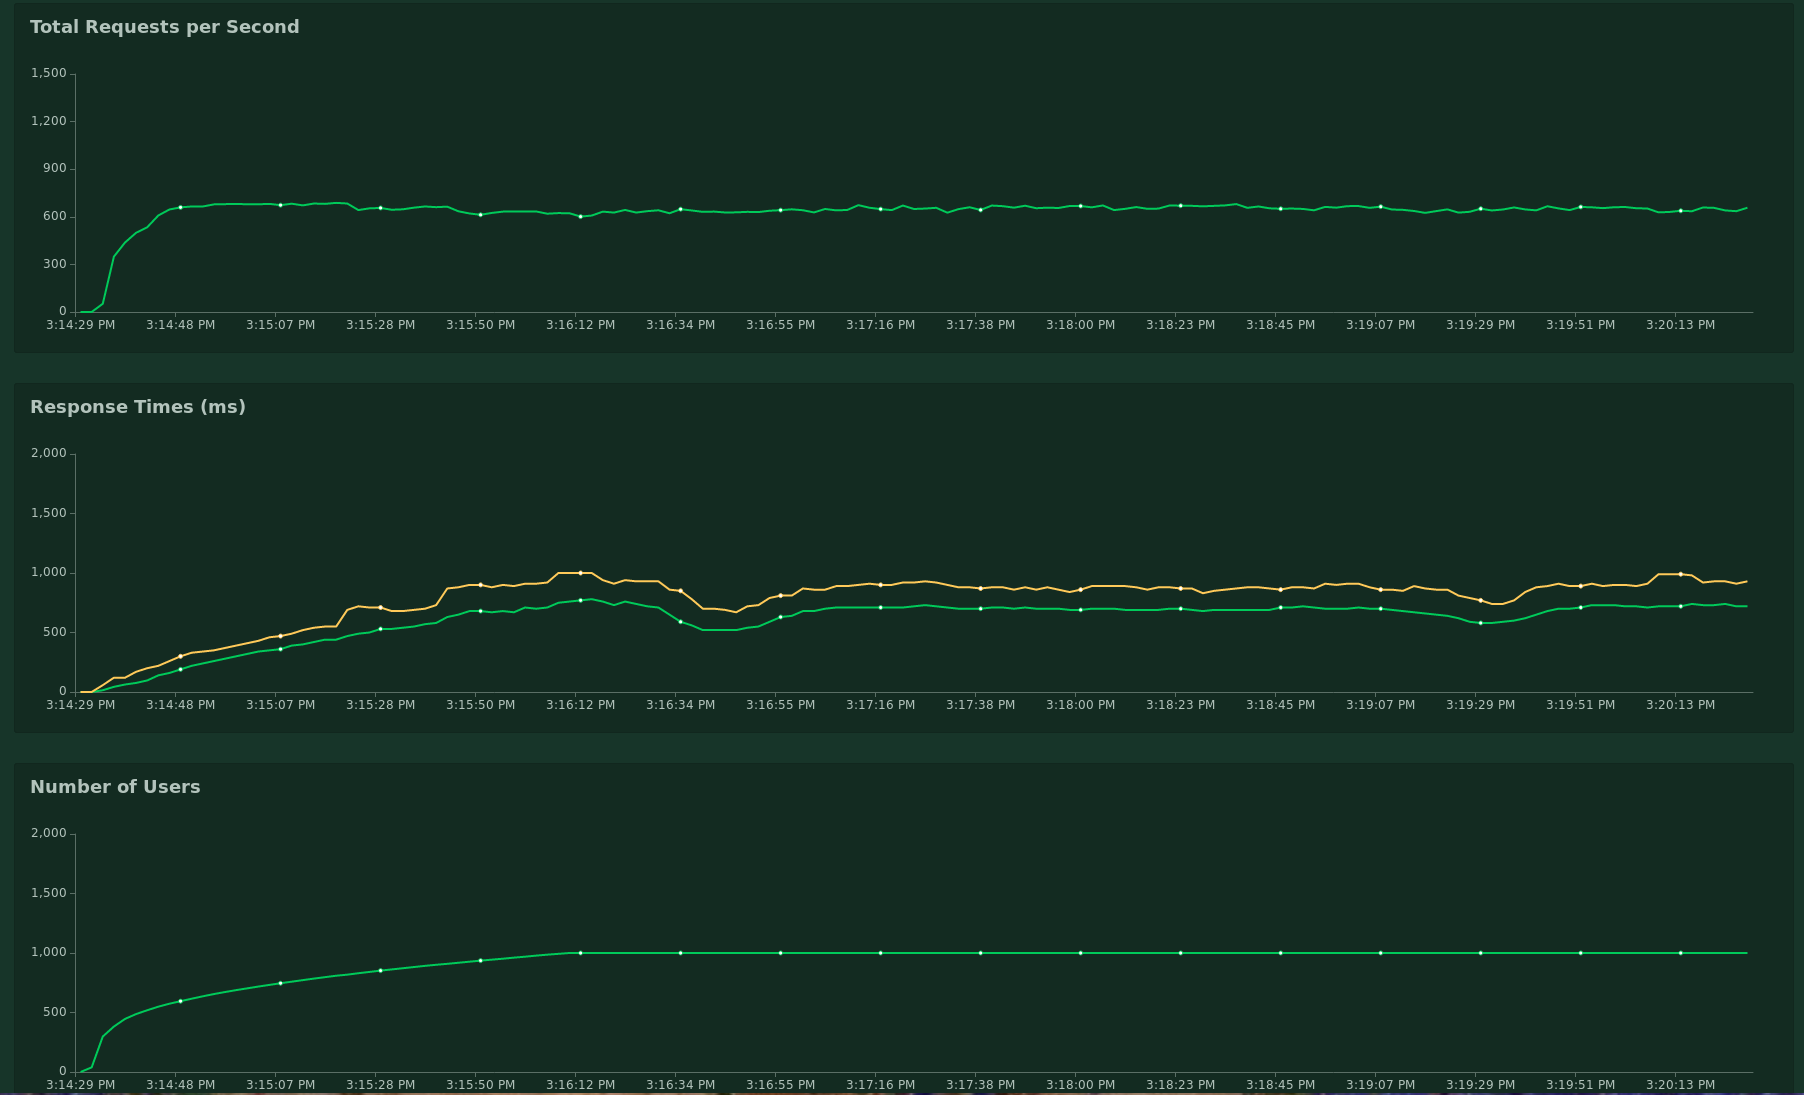 Total Requests per Second
1,500
1,200
900
600
300
0
3:14:29 PM 3:14:48 PM 3:15:07 PM 3:15:28 PM 3:15:50 PM 3:16:12 PM 3:16:34 PM 3:16:55 PM 3:17:16 PM 3:17:38 PM 3:18:00 PM 3:18:23 PM 3:18:45 PM 3:19:07 PM 3:19:29 PM 3:19:51 PM 3:20:13 PM
Response Times (ms)
2,000
1,500
1,000
500
0
3:14:29 PM 3:14:48 PM 3:15:07 PM 3:15:28 PM 3:15:50 PM 3:16:12 PM 3:16:34 PM 3:16:55 PM 3:17:16 PM 3:17:38 PM 3:18:00 PM 3:18:23 PM 3:18:45 PM 3:19:07 PM 3:19:29 PM 3:19:51 PM 3:20:13 PM
Number of Users
2,000
1,500
1,000
500
0
3:14:29 PM 3:14:48 PM 3:15:07 PM 3:15:28 PM 3:15:50 PM 3:16:12 PM 3:16:34 PM 3:16:55 PM 3:17:16 PM 3:17:38 PM 3:18:00 PM 3:18:23 PM 3:18:45 PM 3:19:07 PM 3:19:29 PM 3:19:51 PM 3:20:13 PM